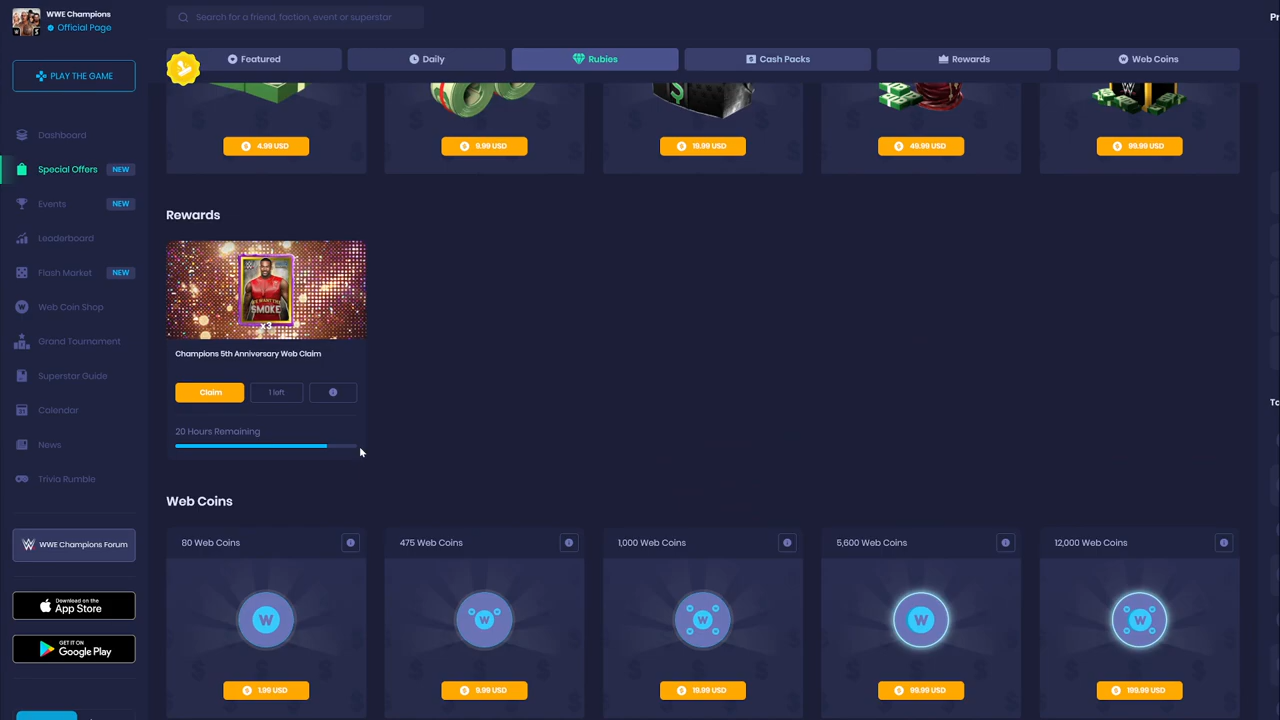 WWE Champions
Official Page
PLAY THE GAME
Dashboard
Special Offers NEW
Events NEW
Leaderboard
Flash Market NEW
Web Coin Shop
Grand Tournament
Superstar Guide
Calendar
News
Trivia Rumble
WWE Champions Forum
Download on the
App Store
GET IT ON
Google Play
Search for a friend, faction, event or superstar
Featured
Daily
Rubies
Cash Packs
Rewards
Web Coins
4.99 USD
9.99 USD
19.99 USD
49.99 USD
99.99 USD
Rewards
SMOKE
x3
Champions 5th Anniversary Web Claim
Claim
1 left
20 Hours Remaining
Web Coins
80 Web Coins
475 Web Coins
1,000 Web Coins
5,600 Web Coins
12,000 Web Coins
W
W
W
W
W
1.99 USD
9.99 USD
19.99 USD
99.99 USD
199.99 USD